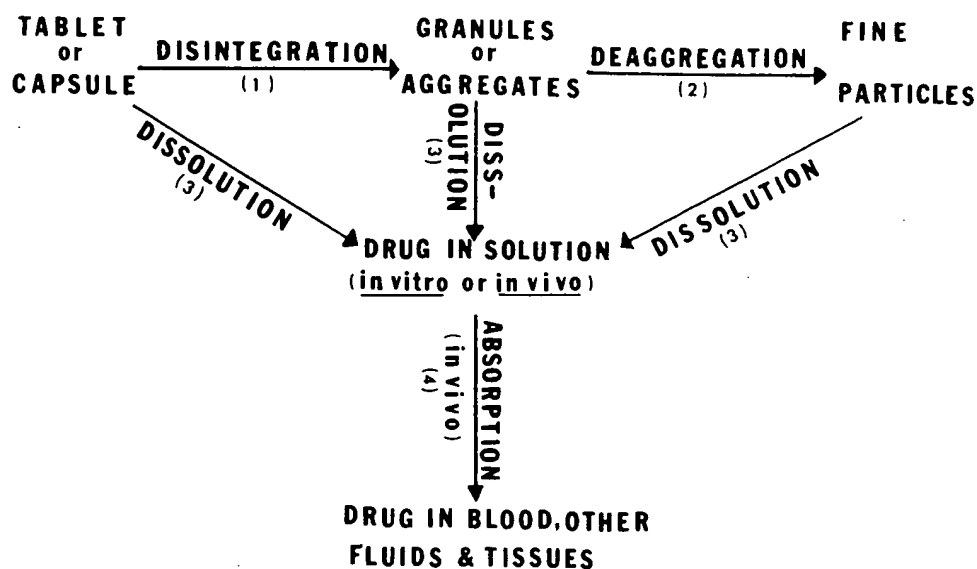 TABLET
or
CAPSULE
DISINTEGRATION
(1)
GRANULES
or
AGGREGATES
DEAGGREGATION
(2)
FINE
PARTICLES
DISSOLUTION
(3)
DISS-
OLUTION
(3)
DISSOLUTION
(3)
DRUG IN SOLUTION
(in vitro or in vivo)
ABSORPTION
(in vivo)
(4)
DRUG IN BLOOD, OTHER
FLUIDS & TISSUES